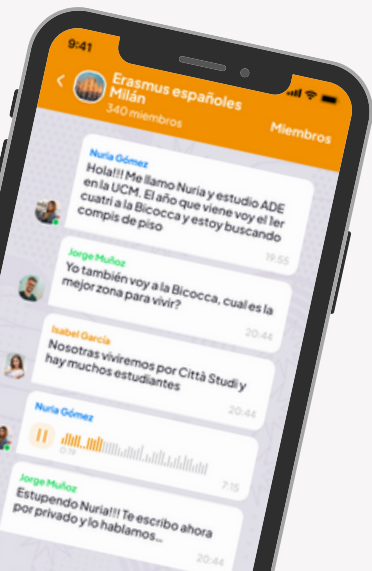 9:41
Erasmus españoles
Milán
340 miembros
Miembros
Nuria Gómez
Hola!!! Me llamo Nuria y estudio ADE
en la UCM. El año que viene voy el 1er
cuatri a la Bicocca y estoy buscando
compis de piso
19:55
Jorge Muñoz
Yo también voy a la Bicocca, cual es la
mejor zona para vivir?
20:44
Isabel García
Nosotras viviremos por Città Studi y
hay muchos estudiantes
20:44
Nuria Gómez
0:19
7:15
Jorge Muñoz
Estupendo Nuria!!! Te escribo ahora
por privado y lo hablamos...
20:44